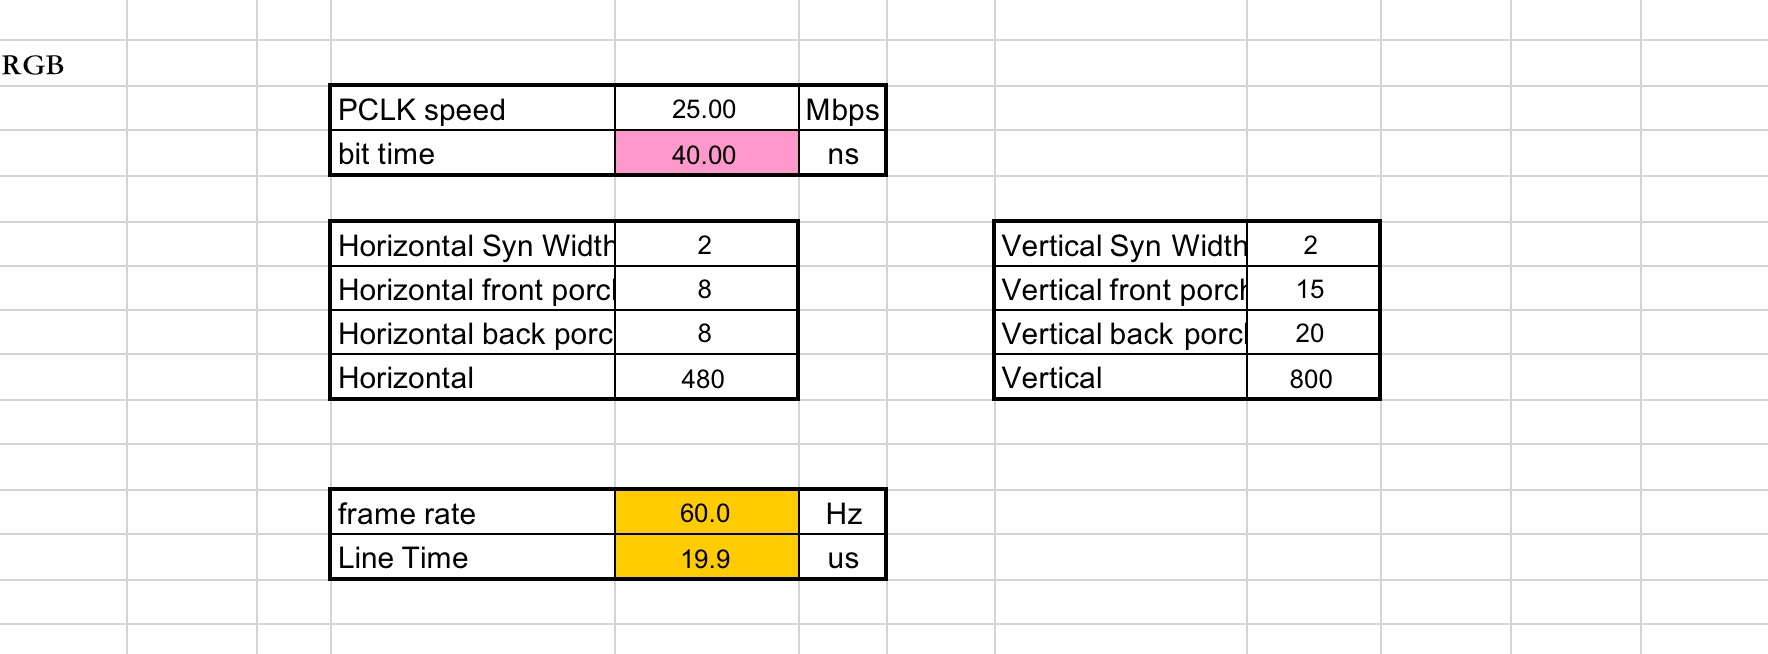 RGB
PCLK speed 25.00 Mbps
bit time 40.00 ns
Horizontal Syn Width 2 Vertical Syn Width 2
Horizontal front porch 8 Vertical front porch 15
Horizontal back porc 8 Vertical back porch 20
Horizontal 480 Vertical 800
frame rate 60.0 Hz
Line Time 19.9 us